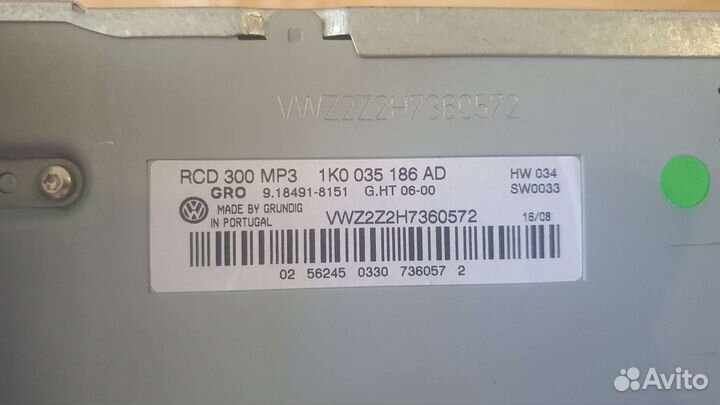 VWZ2Z2H7360572
RCD 300 MP3 1K0 035 186 AD HW 034
GRO 9.18491-8151 G.HT 06-00 SW0033
MADE BY GRUNDIG
IN PORTUGAL
VWZ2Z2H7360572 16/08
02 56245 0330 736057 2
Avito